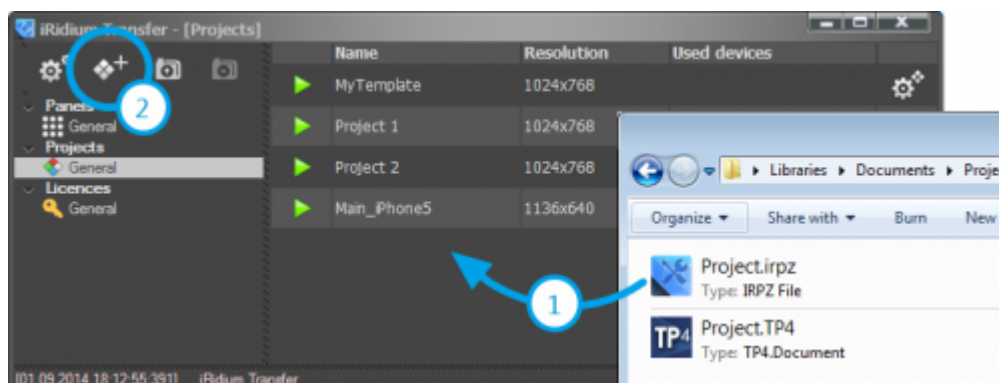 iRidium Transfer - [Projects]
Name Resolution Used devices
MyTemplate 1024x768
Project 1 1024x768
Project 2 1024x768
Main_iPhone5 1136x640
2
Panels
General
Projects
General
Licences
General
1
Libraries Documents Proje
Organize Share with Burn New
Project.irpz
Type: IRPZ File
TP4
Project.TP4
Type: TP4.Document
[01.09.2014 18:12:55:391] iRidium Transfer